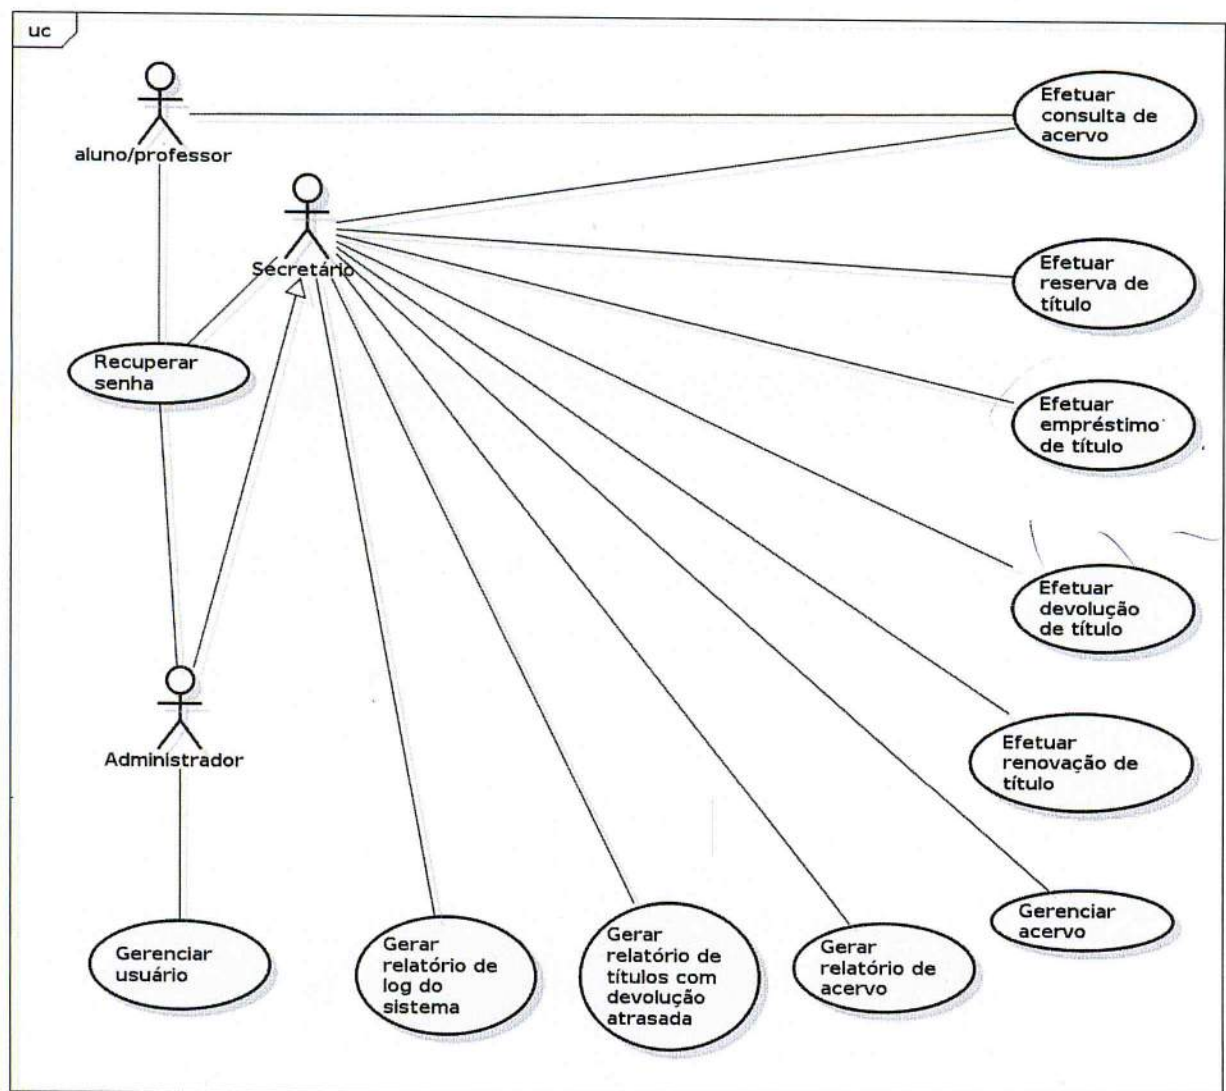 uc
aluno/professor
Secretário
Recuperar
senha
Administrador
Efetuar
consulta de
acervo
Efetuar
reserva de
título
Efetuar
empréstimo
de título
Efetuar
devolução
de título
Efetuar
renovação de
título
Gerenciar
acervo
Gerenciar
usuário
Gerar
relatório de
log do
sistema
Gerar
relatório de
títulos com
devolução
atrasada
Gerar
relatório de
acervo